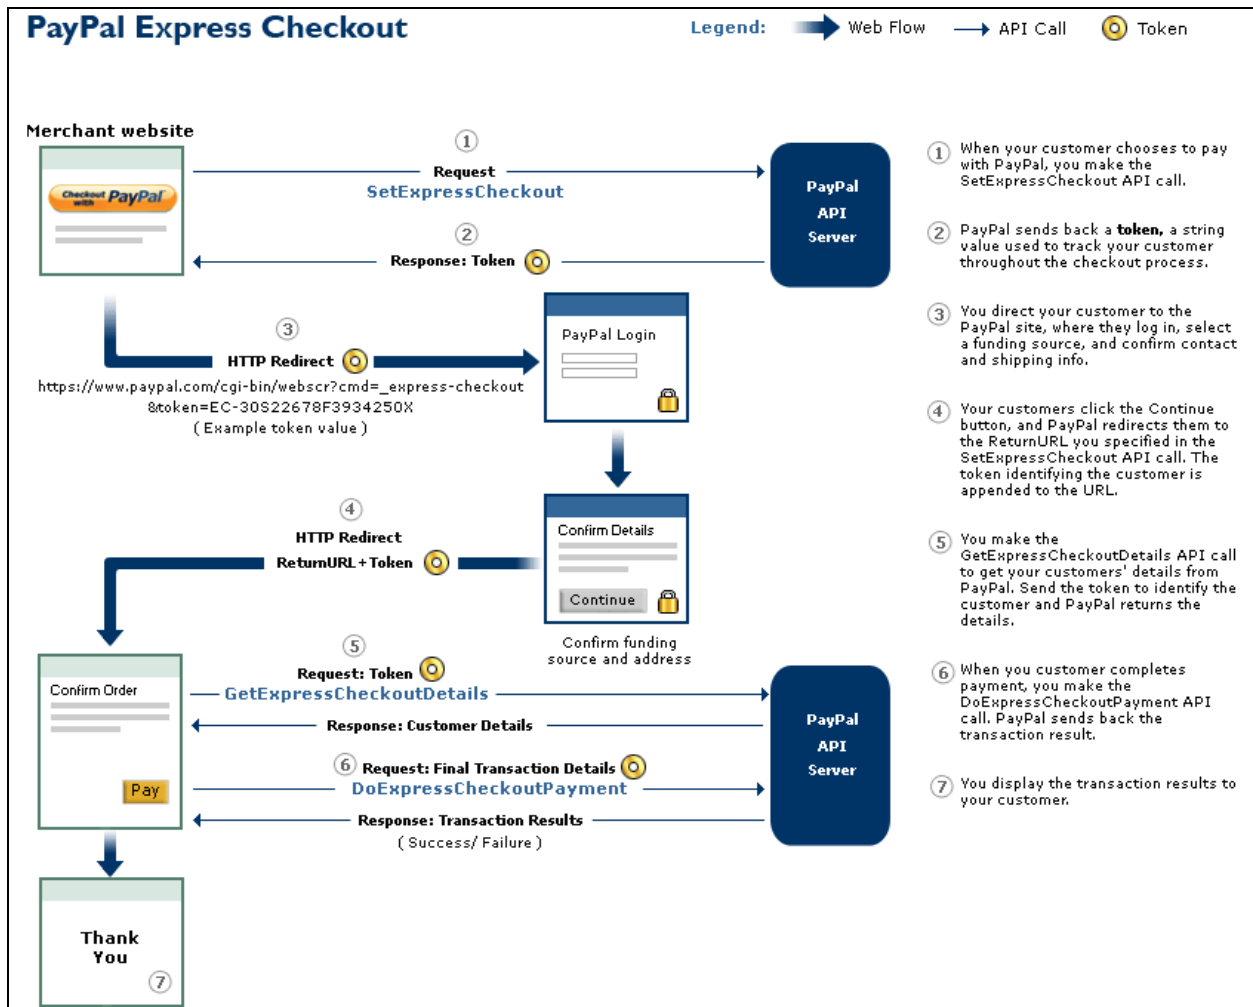 PayPal Express Checkout
Legend:
Web Flow
API Call
Token
Merchant website
Checkout with PayPal
1
Request
SetExpressCheckout
2
Response: Token
PayPal
API
Server
3
HTTP Redirect
https://www.paypal.com/cgi-bin/webscr?cmd=_express-checkout
&token=EC-30S22678F3934250X
( Example token value )
PayPal Login
4
HTTP Redirect
ReturnURL+Token
Confirm Details
Continue
Confirm funding
source and address
5
Request: Token
GetExpressCheckoutDetails
Response: Customer Details
Confirm Order
Pay
6
Request: Final Transaction Details
DoExpressCheckoutPayment
Response: Transaction Results
( Success/ Failure )
PayPal
API
Server
Thank
You
7
1 When your customer chooses to pay
with PayPal, you make the
SetExpressCheckout API call.
2 PayPal sends back a token, a string
value used to track your customer
throughout the checkout process.
3 You direct your customer to the
PayPal site, where they log in, select
a funding source, and confirm contact
and shipping info.
4 Your customers click the Continue
button, and PayPal redirects them to
the ReturnURL you specified in the
SetExpressCheckout API call. The
token identifying the customer is
appended to the URL.
5 You make the
GetExpressCheckoutDetails API call
to get your customers' details from
PayPal. Send the token to identify the
customer and PayPal returns the
details.
6 When you customer completes
payment, you make the
DoExpressCheckoutPayment API
call. PayPal sends back the
transaction result.
7 You display the transaction results to
your customer.